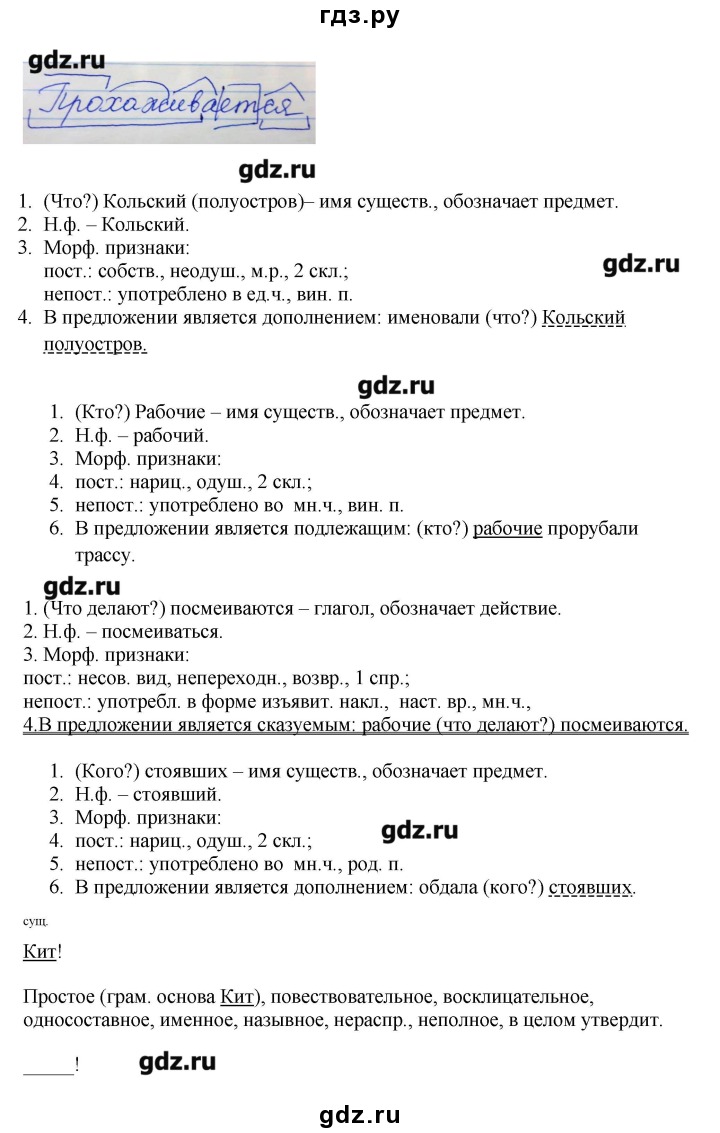 гдз.ру
gdz.ru
Прохаживается
gdz.ru
1. (Что?) Кольский (полуостров)– имя существ., обозначает предмет.
2. Н.ф. – Кольский.
3. Морф. признаки:
gdz.ru
пост.: собств., неодуш., м.р., 2 скл.;
непост.: употреблено в ед.ч., вин. п.
4. В предложении является дополнением: именовали (что?) Кольский
полуостров.
gdz.ru
1. (Кто?) Рабочие – имя существ., обозначает предмет.
2. Н.ф. – рабочий.
3. Морф. признаки:
4. пост.: нариц., одуш., 2 скл.;
5. непост.: употреблено во мн.ч., вин. п.
6. В предложении является подлежащим: (кто?) рабочие прорубали
трассу.
gdz.ru
1. (Что делают?) посмеиваются – глагол, обозначает действие.
2. Н.ф. – посмеиваться.
3. Морф. признаки:
пост.: несов. вид, непереходн., возвр., 1 спр.;
непост.: употребл. в форме изъявит. накл., наст. вр., мн.ч.,
4.В предложении является сказуемым: рабочие (что делают?) посмеиваются.
1. (Кого?) стоявших – имя существ., обозначает предмет.
2. Н.ф. – стоявший.
3. Морф. признаки:
gdz.ru
4. пост.: нариц., одуш., 2 скл.;
5. непост.: употреблено во мн.ч., род. п.
6. В предложении является дополнением: обдала (кого?) стоявших.
сущ.
Кит!
Простое (грам. основа Кит), повествовательное, восклицательное,
односоставное, именное, назывное, нераспр., неполное, в целом утвердит.
_____!
gdz.ru
gdz.ru